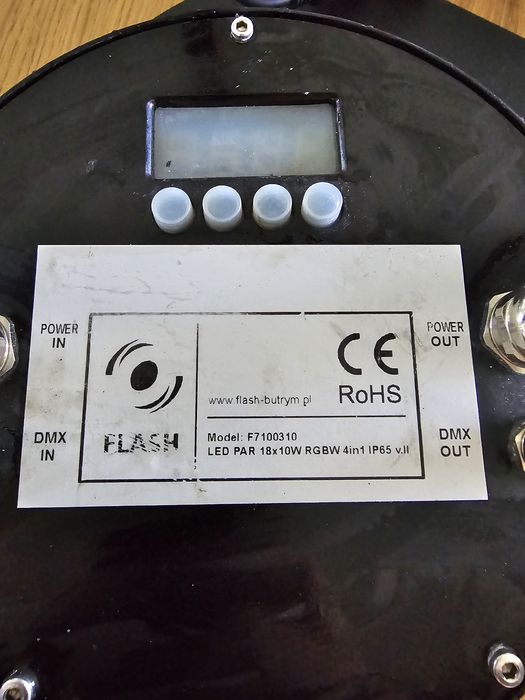 POWER
IN
POWER
OUT
CE
www.flash-butrym.pl
RoHS
DMX
IN
FLASH
Model: F7100310
LED PAR 18x10W RGBW 4in1 IP65 v.II
DMX
OUT